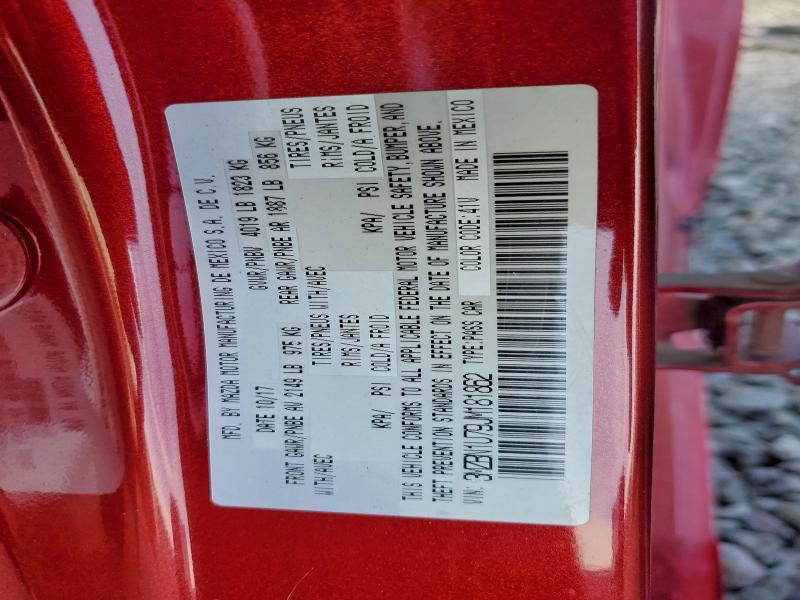 MFD. BY MAZDA MOTOR MANUFACTURING DE MEXICO S.A. DE C.V.
DATE 10/17 GVWR/PNBV 4019 LB 1823 KG
FRONT GAWR/PNBE AV 2149 LB 975 KG REAR GAWR/PNBE AR 1887 LB 856 KG
WITH/AVEC TIRES/PNEUS WITH/AVEC TIRES/PNEUS
RIMS/JANTES RIMS/JANTES
KPA/ PSI COLD/A FROID KPA/ PSI COLD/A FROID
THIS VEHICLE CONFORMS TO ALL APPLICABLE FEDERAL MOTOR VEHICLE SAFETY, BUMPER, AND
THEFT PREVENTION STANDARDS IN EFFECT ON THE DATE OF MANUFACTURE SHOWN ABOVE.
VIN: 3MZBN1U79JM181862 TYPE:PASS CAR COLOR CODE:41V MADE IN MEXICO